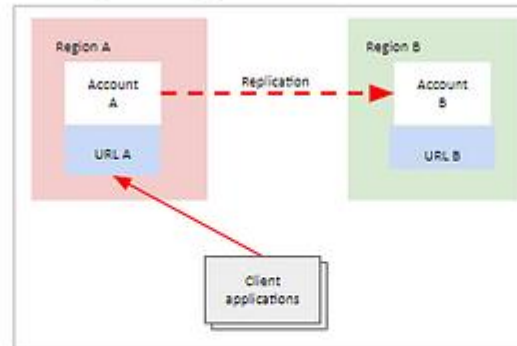 Region A
Account
A
URL A
Replication
Region B
Account
B
URL B
Client
applications